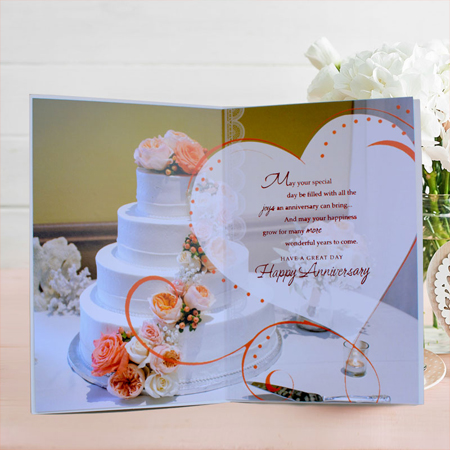 May your special
day be filled with all the
joys an anniversary can bring...
And may your happiness
grow for many more
wonderful years to come.
HAVE A GREAT DAY
Happy Anniversary